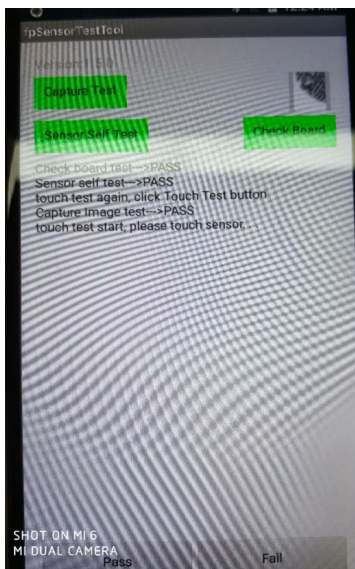 fpSensorTestTool
Capture Test
Sensor Self Test
Check Board
Check board test--->PASS
Sensor self test--->PASS
touch test again, click Touch Test button
Capture Image test--->PASS
touch test start, please touch sensor. . .
SHOT ON MI 6
MI DUAL CAMERA
Pass
Fail